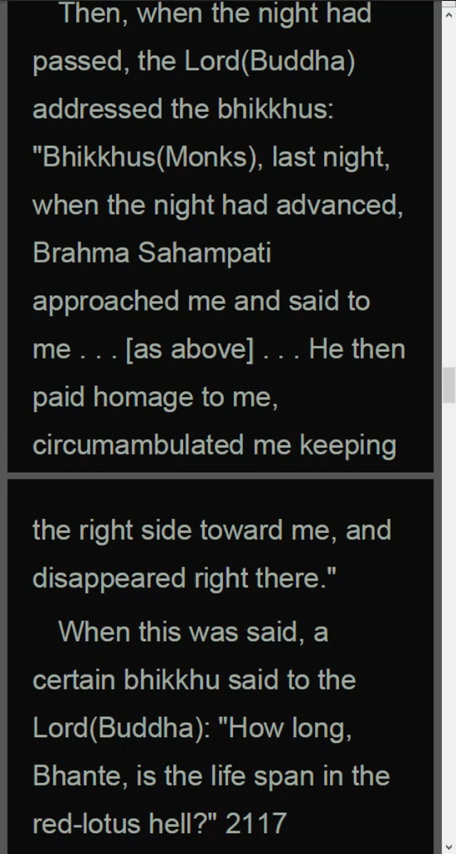 Then, when the night had
passed, the Lord(Buddha)
addressed the bhikkhus:
"Bhikkhus(Monks), last night,
when the night had advanced,
Brahma Sahampati
approached me and said to
me . . . [as above] . . . He then
paid homage to me,
circumambulated me keeping
the right side toward me, and
disappeared right there."
When this was said, a
certain bhikkhu said to the
Lord(Buddha): "How long,
Bhante, is the life span in the
red-lotus hell?" 2117